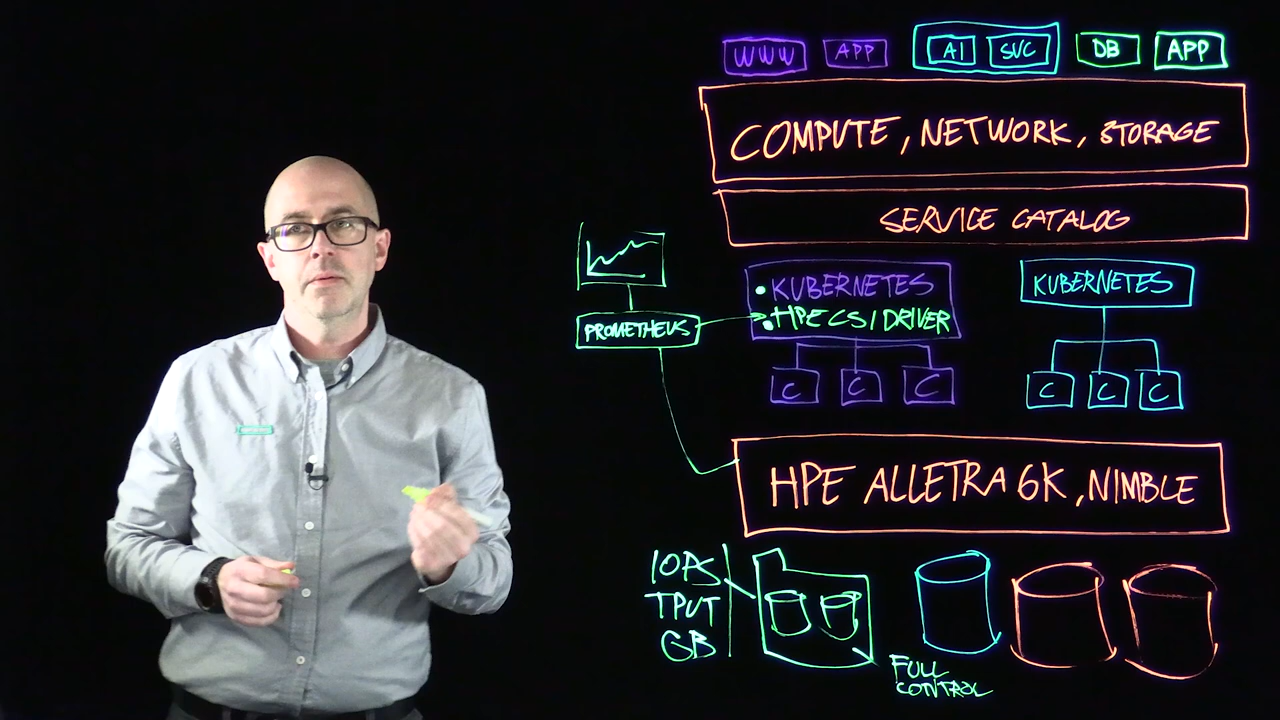 WWW APP AI SVC DB APP
COMPUTE, NETWORK, STORAGE
SERVICE CATALOG
• KUBERNETES
• HPE CSI DRIVER
KUBERNETES
PROMETHEUS
C C C
C C C
HPE ALLETRA 6K, NIMBLE
IOPS
TPUT
GB
FULL
CONTROL